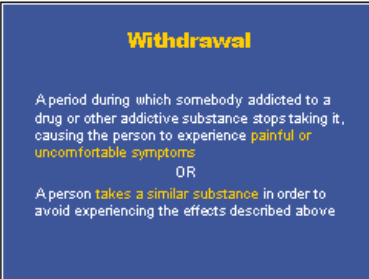 Withdrawal
A period during which somebody addicted to a
drug or other addictive substance stops taking it,
causing the person to experience painful or
uncomfortable symptoms
OR
A person takes a similar substance in order to
avoid experiencing the effects described above